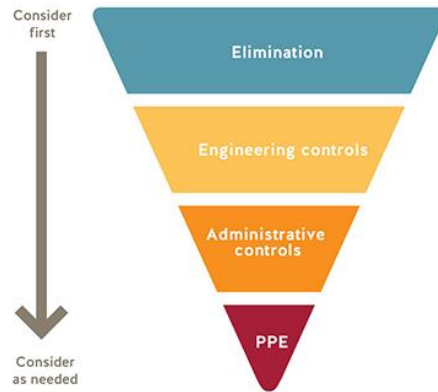 Consider
first
Elimination
Engineering controls
Administrative
controls
PPE
Consider
as needed